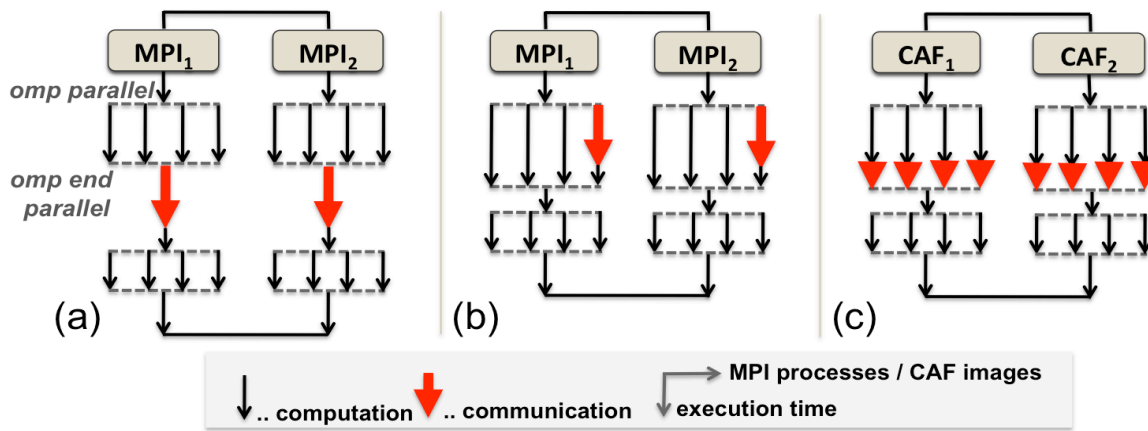 MPI1 MPI2 MPI1 MPI2 CAF1 CAF2
omp parallel
omp end
parallel
(a) (b) (c)
.. computation .. communication MPI processes / CAF images
execution time